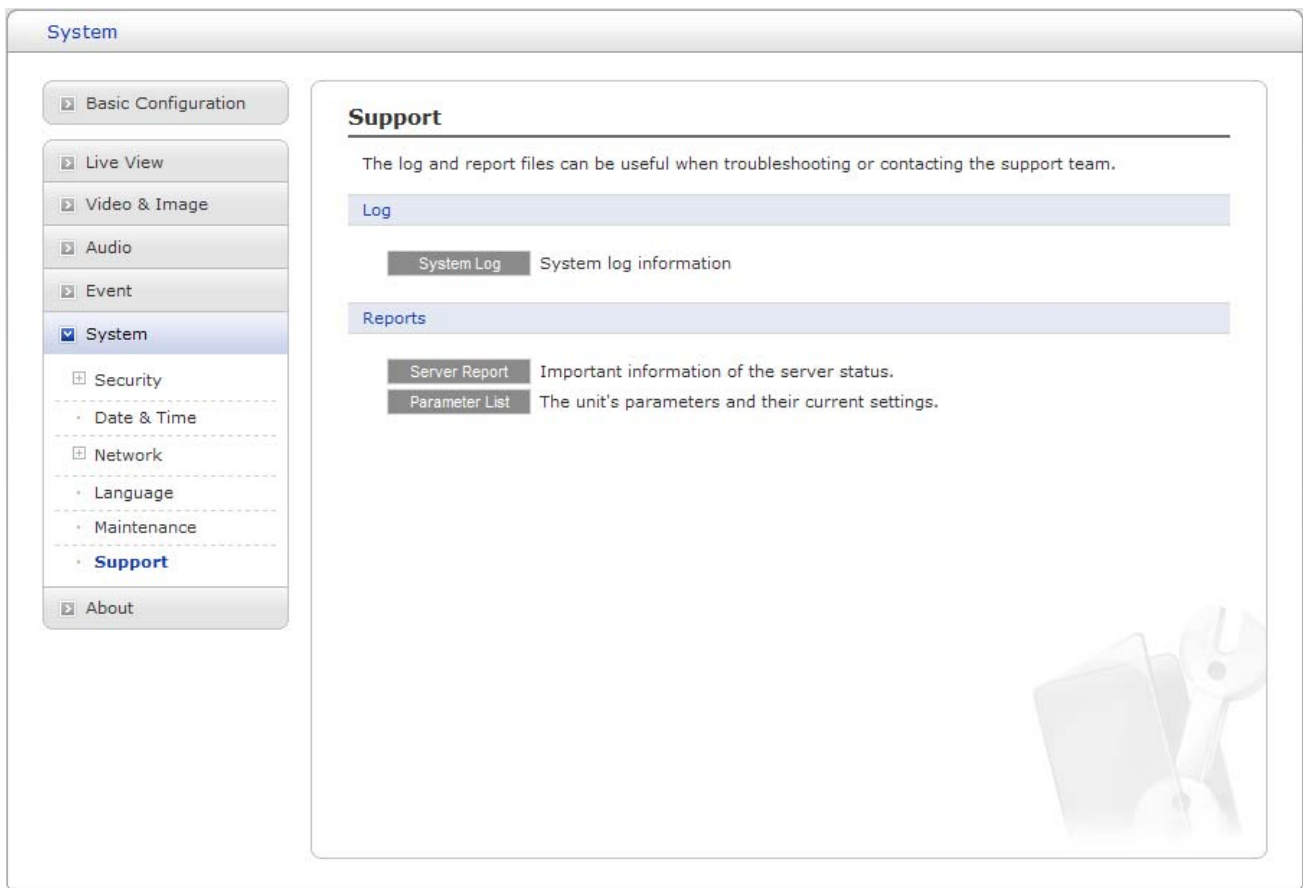 System
Basic Configuration
Live View
Video & Image
Audio
Event
System
Security
Date & Time
Network
Language
Maintenance
Support
About
Support
The log and report files can be useful when troubleshooting or contacting the support team.
Log
System Log System log information
Reports
Server Report Important information of the server status.
Parameter List The unit's parameters and their current settings.